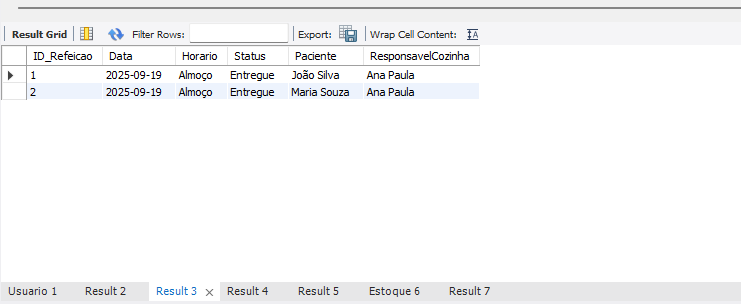 Result Grid Filter Rows: Export: Wrap Cell Content:
ID_Refeicao Data Horario Status Paciente ResponsavelCozinha
1 2025-09-19 Almoço Entregue João Silva Ana Paula
2 2025-09-19 Almoço Entregue Maria Souza Ana Paula
Usuario 1 Result 2 Result 3 Result 4 Result 5 Estoque 6 Result 7